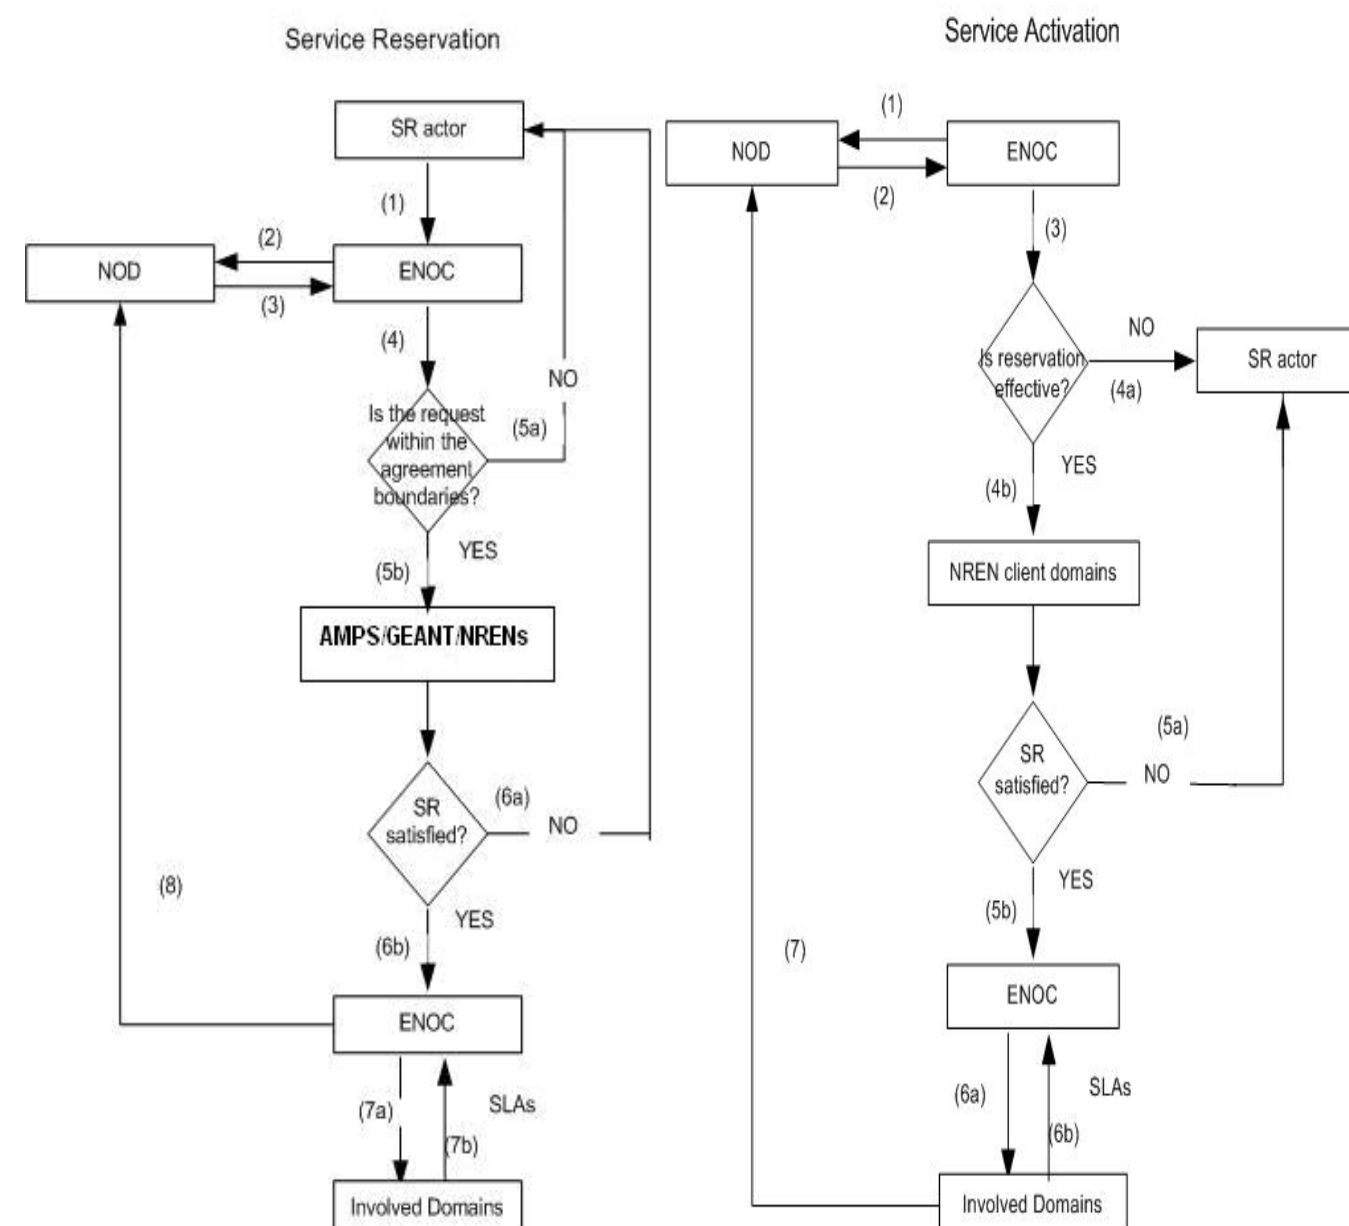 Service Reservation
SR actor
(1)
(2)
NOD
ENOC
(3)
(4)
NO
Is the request
within the
agreement
boundaries?
(5a)
YES
(5b)
AMPS/GEANT/NRENs
SR
satisfied?
(6a)
NO
(8)
YES
(6b)
ENOC
(7a)
SLAs
(7b)
Involved Domains
Service Activation
(1)
NOD
ENOC
(2)
(3)
NO
Is reservation
effective?
(4a)
SR actor
YES
(4b)
NREN client domains
(5a)
SR
satisfied?
NO
YES
(5b)
(7)
ENOC
(6a)
SLAs
(6b)
Involved Domains